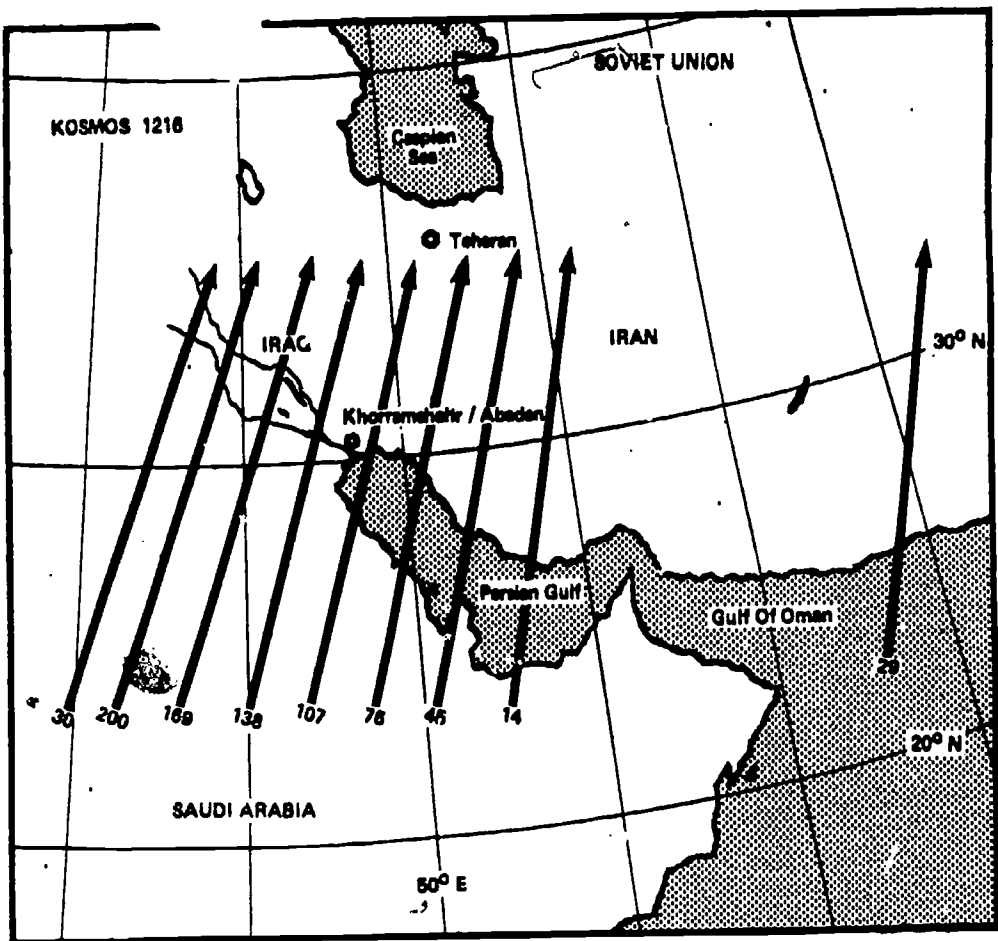 SOVIET UNION
KOSMOS 1216
Caspian
Sea
Teheran
IRAQ
IRAN
30° N
Khorramshahr / Abadan
Persian Gulf
Gulf Of Oman
29
30 200 169 138 107 76 45 14
20° N
SAUDI ARABIA
50° E